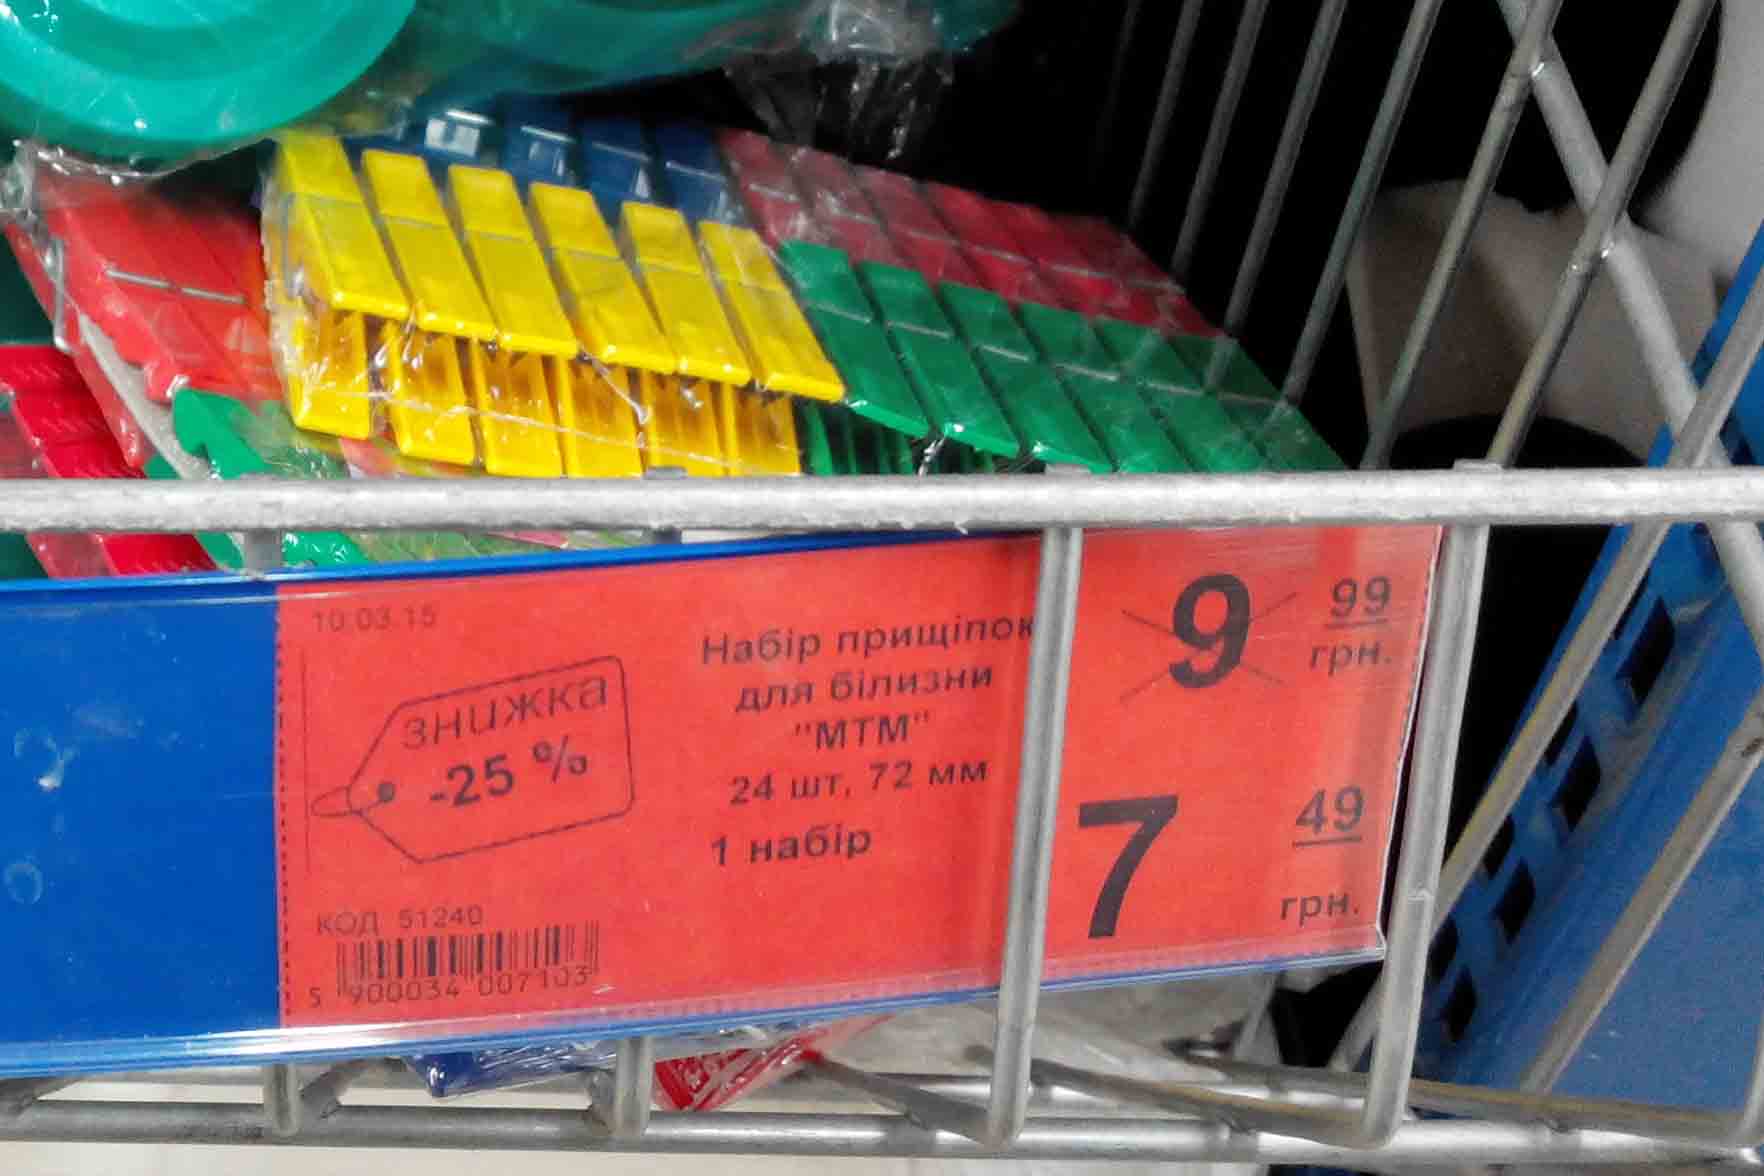 10.03.15
знижка
-25 %
Набір прищіпок
для білизни
"МТМ"
24 шт, 72 мм
1 набір
9 99
грн.
7 49
грн.
КОД 51240
5 900034 007103